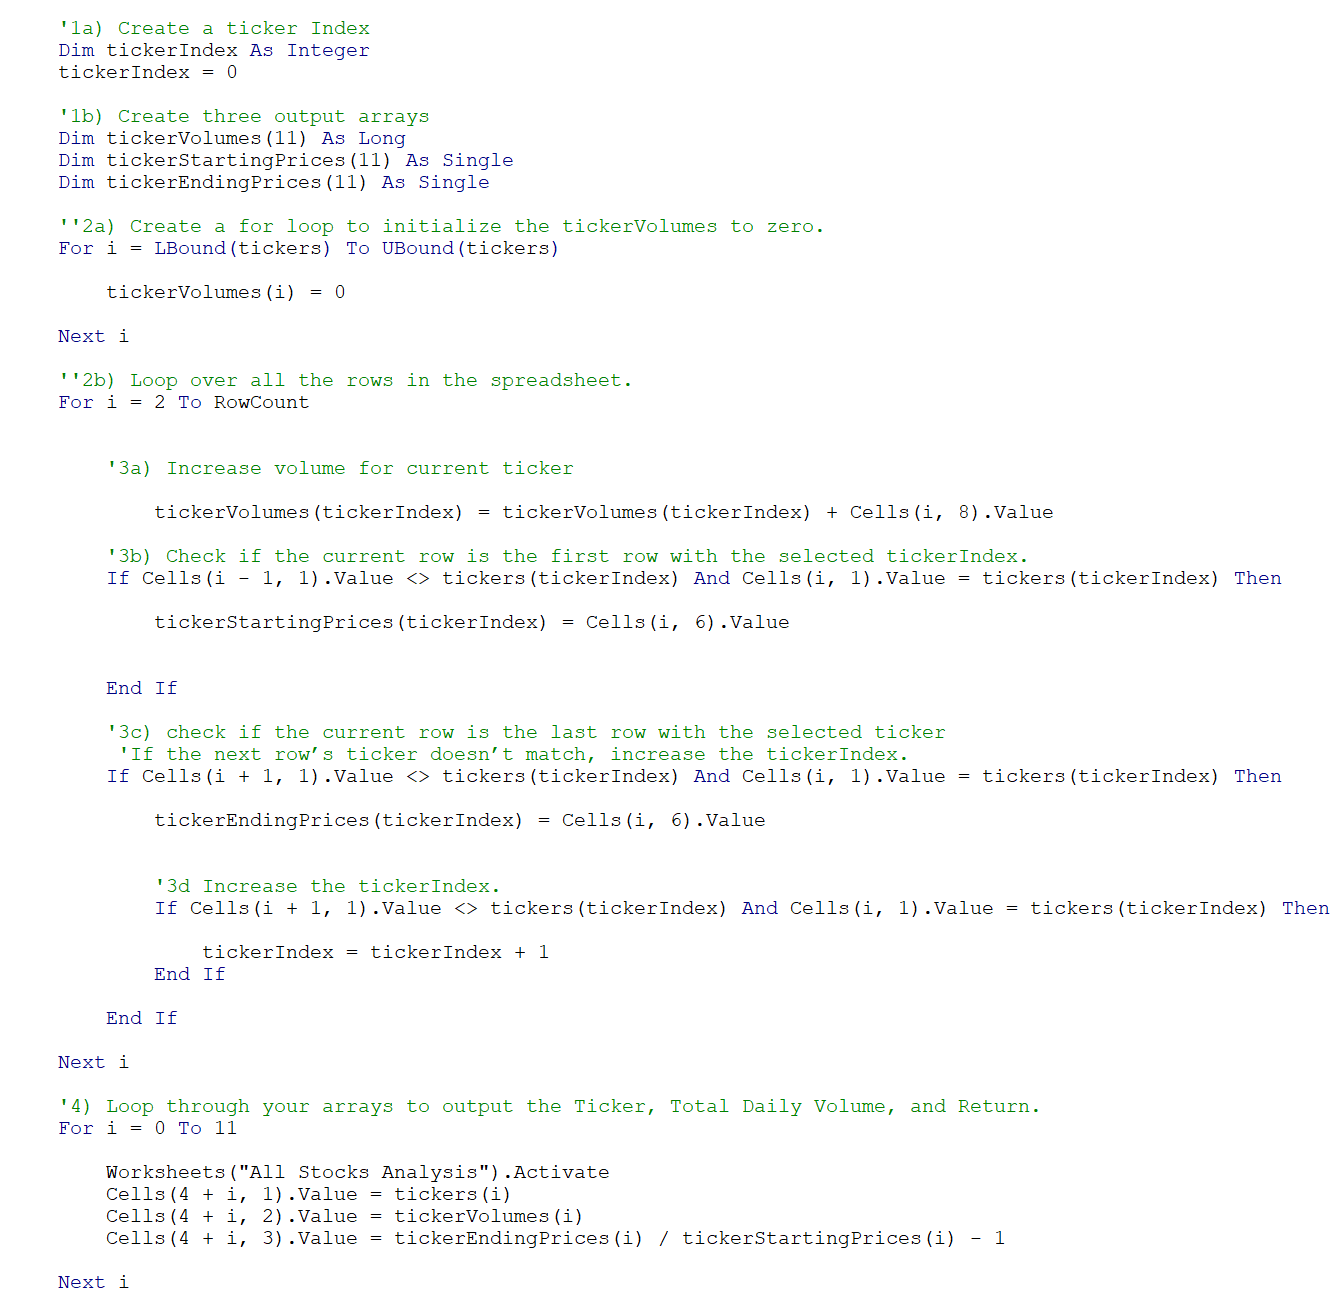 '1a) Create a ticker Index
Dim tickerIndex As Integer
tickerIndex = 0
'1b) Create three output arrays
Dim tickerVolumes(11) As Long
Dim tickerStartingPrices(11) As Single
Dim tickerEndingPrices(11) As Single
''2a) Create a for loop to initialize the tickerVolumes to zero.
For i = LBound(tickers) To UBound(tickers)
tickerVolumes(i) = 0
Next i
''2b) Loop over all the rows in the spreadsheet.
For i = 2 To RowCount
'3a) Increase volume for current ticker
tickerVolumes(tickerIndex) = tickerVolumes(tickerIndex) + Cells(i, 8).Value
'3b) Check if the current row is the first row with the selected tickerIndex.
If Cells(i - 1, 1).Value <> tickers(tickerIndex) And Cells(i, 1).Value = tickers(tickerIndex) Then
tickerStartingPrices(tickerIndex) = Cells(i, 6).Value
End If
'3c) check if the current row is the last row with the selected ticker
'If the next row’s ticker doesn’t match, increase the tickerIndex.
If Cells(i + 1, 1).Value <> tickers(tickerIndex) And Cells(i, 1).Value = tickers(tickerIndex) Then
tickerEndingPrices(tickerIndex) = Cells(i, 6).Value
'3d Increase the tickerIndex.
If Cells(i + 1, 1).Value <> tickers(tickerIndex) And Cells(i, 1).Value = tickers(tickerIndex) Then
tickerIndex = tickerIndex + 1
End If
End If
Next i
'4) Loop through your arrays to output the Ticker, Total Daily Volume, and Return.
For i = 0 To 11
Worksheets("All Stocks Analysis").Activate
Cells(4 + i, 1).Value = tickers(i)
Cells(4 + i, 2).Value = tickerVolumes(i)
Cells(4 + i, 3).Value = tickerEndingPrices(i) / tickerStartingPrices(i) - 1
Next i